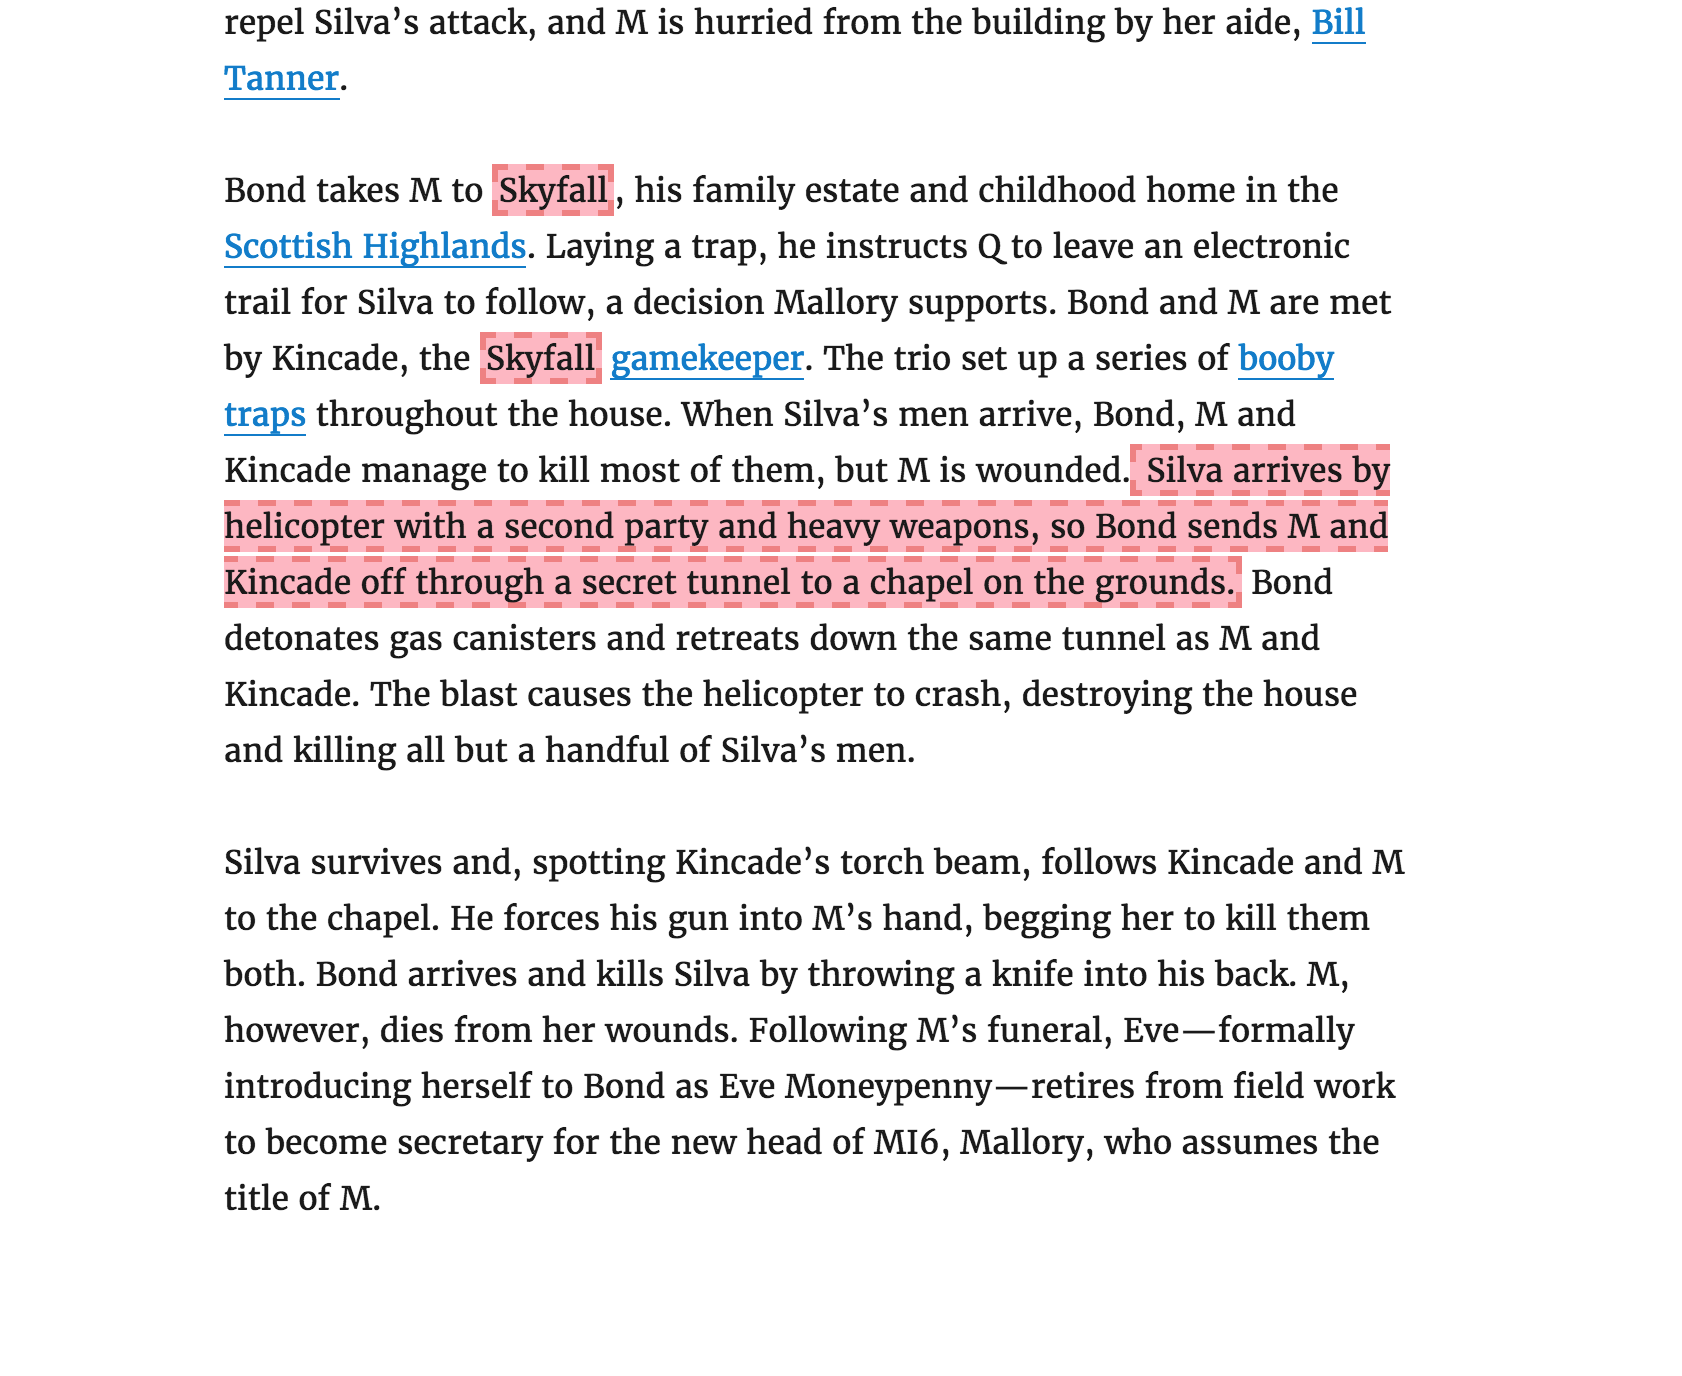 repel Silva’s attack, and M is hurried from the building by her aide, Bill
Tanner.
Bond takes M to Skyfall, his family estate and childhood home in the
Scottish Highlands. Laying a trap, he instructs Q to leave an electronic
trail for Silva to follow, a decision Mallory supports. Bond and M are met
by Kincade, the Skyfall gamekeeper. The trio set up a series of booby
traps throughout the house. When Silva’s men arrive, Bond, M and
Kincade manage to kill most of them, but M is wounded. Silva arrives by
helicopter with a second party and heavy weapons, so Bond sends M and
Kincade off through a secret tunnel to a chapel on the grounds. Bond
detonates gas canisters and retreats down the same tunnel as M and
Kincade. The blast causes the helicopter to crash, destroying the house
and killing all but a handful of Silva’s men.
Silva survives and, spotting Kincade’s torch beam, follows Kincade and M
to the chapel. He forces his gun into M’s hand, begging her to kill them
both. Bond arrives and kills Silva by throwing a knife into his back. M,
however, dies from her wounds. Following M’s funeral, Eve—formally
introducing herself to Bond as Eve Moneypenny—retires from field work
to become secretary for the new head of MI6, Mallory, who assumes the
title of M.